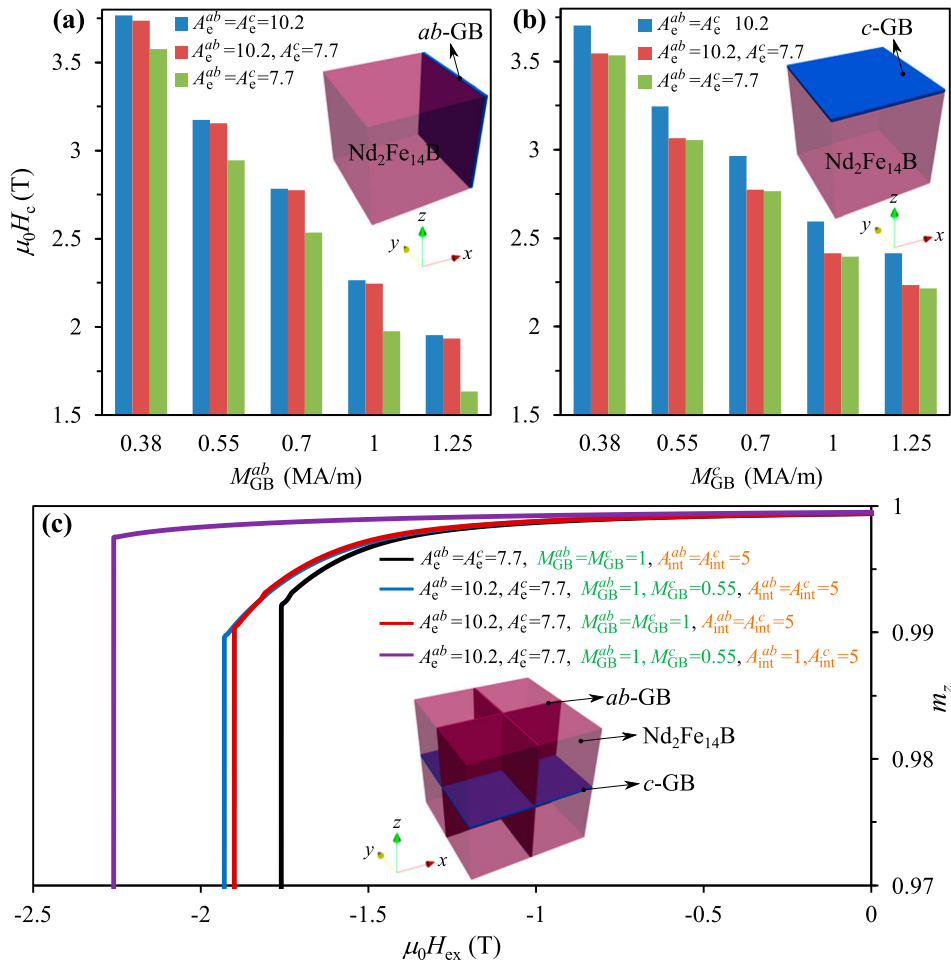 (a)
A_e^ab=A_e^c=10.2
A_e^ab=10.2, A_e^c=7.7
A_e^ab=A_e^c=7.7
ab-GB
Nd₂Fe₁₄B
z
y
x
μ₀H_c (T)
3.5
3
2.5
2
1.5
0.38 0.55 0.7 1 1.25
M_GB^ab (MA/m)
(b)
A_e^ab=A_e^c 10.2
A_e^ab=10.2, A_e^c=7.7
A_e^ab=A_e^c=7.7
c-GB
Nd₂Fe₁₄B
z
y
x
3.5
3
2.5
2
1.5
0.38 0.55 0.7 1 1.25
M_GB^c (MA/m)
(c)
A_e^ab=A_e^c=7.7, M_GB^ab=M_GB^c=1, A_int^ab=A_int^c=5
A_e^ab=10.2, A_e^c=7.7, M_GB^ab=1, M_GB^c=0.55, A_int^ab=A_int^c=5
A_e^ab=10.2, A_e^c=7.7, M_GB^ab=M_GB^c=1, A_int^ab=A_int^c=5
A_e^ab=10.2, A_e^c=7.7, M_GB^ab=1, M_GB^c=0.55, A_int^ab=1, A_int^c=5
ab-GB
Nd₂Fe₁₄B
c-GB
z
y
x
1
0.99
0.98
0.97
m_z
-2.5 -2 -1.5 -1 -0.5 0
μ₀H_ex (T)